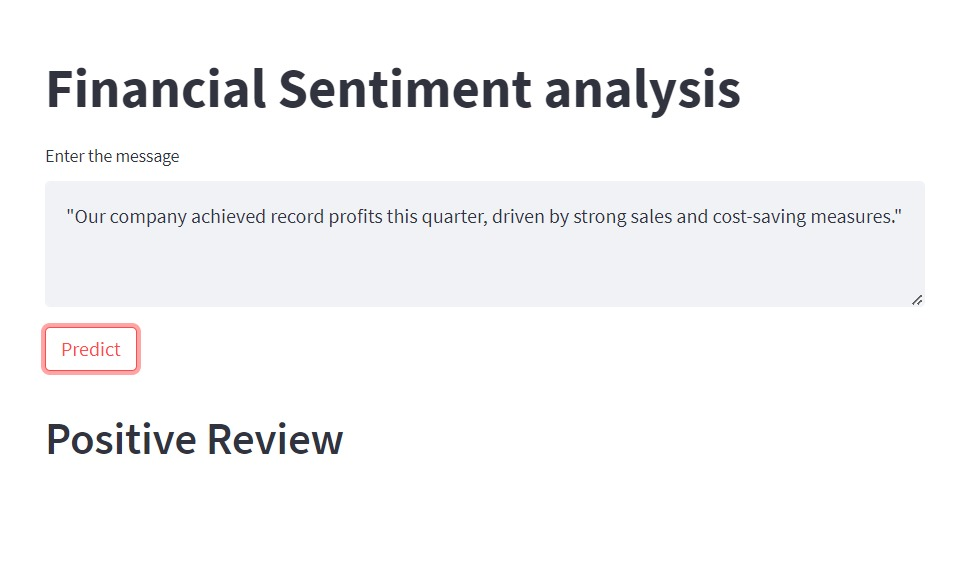 Financial Sentiment analysis
Enter the message
"Our company achieved record profits this quarter, driven by strong sales and cost-saving measures."
Predict
Positive Review